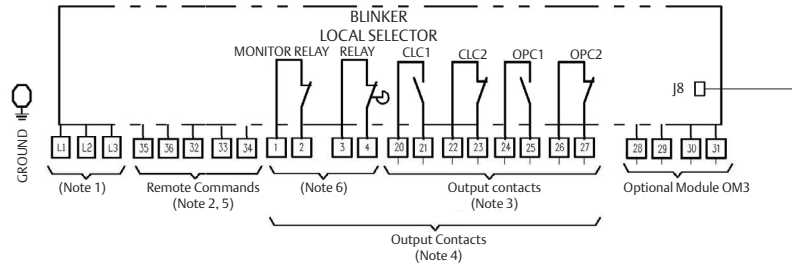 BLINKER
LOCAL SELECTOR
MONITOR RELAY RELAY CLC1 CLC2 OPC1 OPC2
J8
GROUND
L1 L2 L3 35 36 32 33 34 1 2 3 4 20 21 22 23 24 25 26 27 28 29 30 31
(Note 1) Remote Commands (Note 6) Output contacts Optional Module OM3
(Note 2, 5) (Note 3)
Output Contacts
(Note 4)